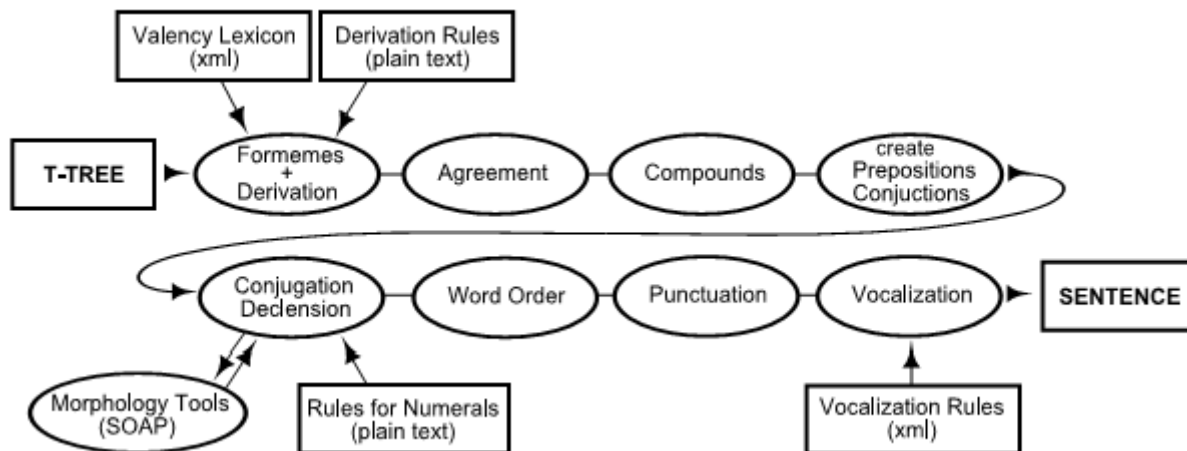 Valency Lexicon
(xml)
Derivation Rules
(plain text)
T-TREE
Formemes
+
Derivation
Agreement
Compounds
create
Prepositions
Conjuctions
Conjugation
Declension
Word Order
Punctuation
Vocalization
SENTENCE
Morphology Tools
(SOAP)
Rules for Numerals
(plain text)
Vocalization Rules
(xml)